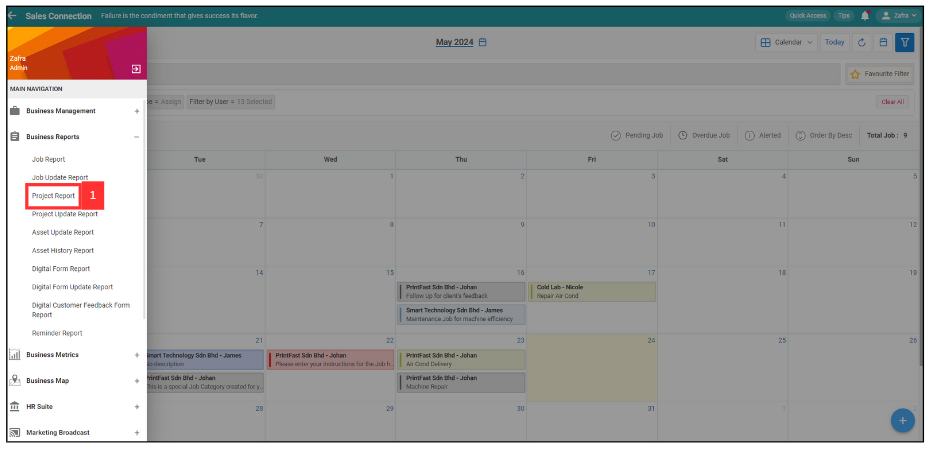 Sales Connection Failure is the condiment that gives success its flavor.
Quick Access Tips Zafra
Zafra
Admin
MAIN NAVIGATION
Business Management +
Business Reports −
Job Report
Job Update Report
Project Report 1
Project Update Report
Asset Update Report
Asset History Report
Digital Form Report
Digital Form Update Report
Digital Customer Feedback Form
Report
Reminder Report
Business Metrics +
Business Map +
HR Suite +
Marketing Broadcast +
May 2024
Calendar Today
Favourite Filter
= Assign Filter by User = 13 Selected
Clear All
Pending Job Overdue Job Alerted Order By Desc Total Job : 9
Tue Wed Thu Fri Sat Sun
30 1 2 3 4 5
7 8 9 10 11 12
14 15 16 17 18 19
PrintFast Sdn Bhd - Johan
Follow up for client's feedback
Smart Technology Sdn Bhd - James
Maintenance Job for machine efficiency
Cold Lab - Nicole
Repair Air Cond
21 22 23 24 25 26
Smart Technology Sdn Bhd - James
description
PrintFast Sdn Bhd - Johan
This is a special Job Category created for y...
PrintFast Sdn Bhd - Johan
Please enter your instructions for the Job h...
PrintFast Sdn Bhd - Johan
Air Cond Delivery
PrintFast Sdn Bhd - Johan
Machine Repair
28 29 30 31 1
+